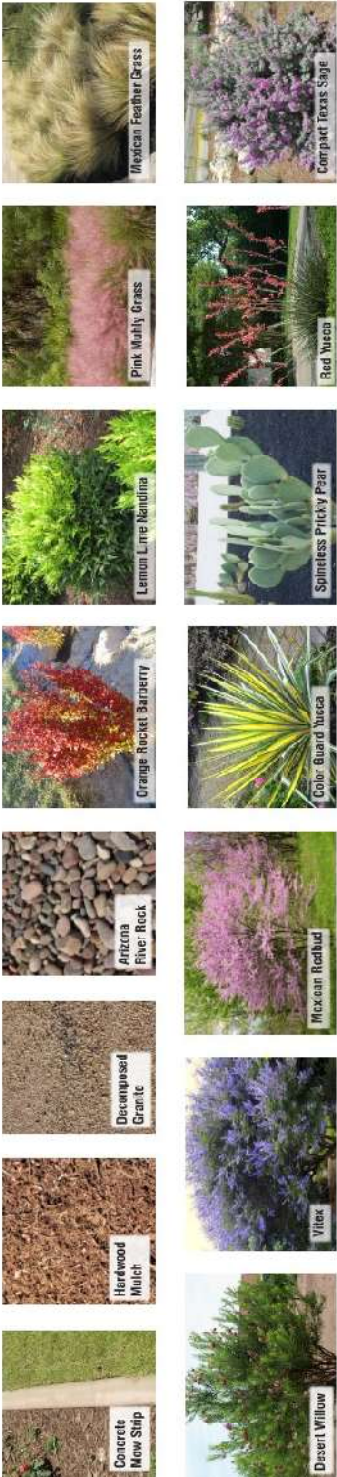 Concrete
Mow Strip
Hardwood
Mulch
Decomposed
Granite
Arizona
River Rock
Orange Rocket Barberry
Lemon Lime Nandina
Pink Muhly Grass
Mexican Feather Grass
Desert Willow
Vitex
Mexican Redbud
Color Guard Yucca
Spineless Prickly Pear
Red Yucca
Compact Texas Sage